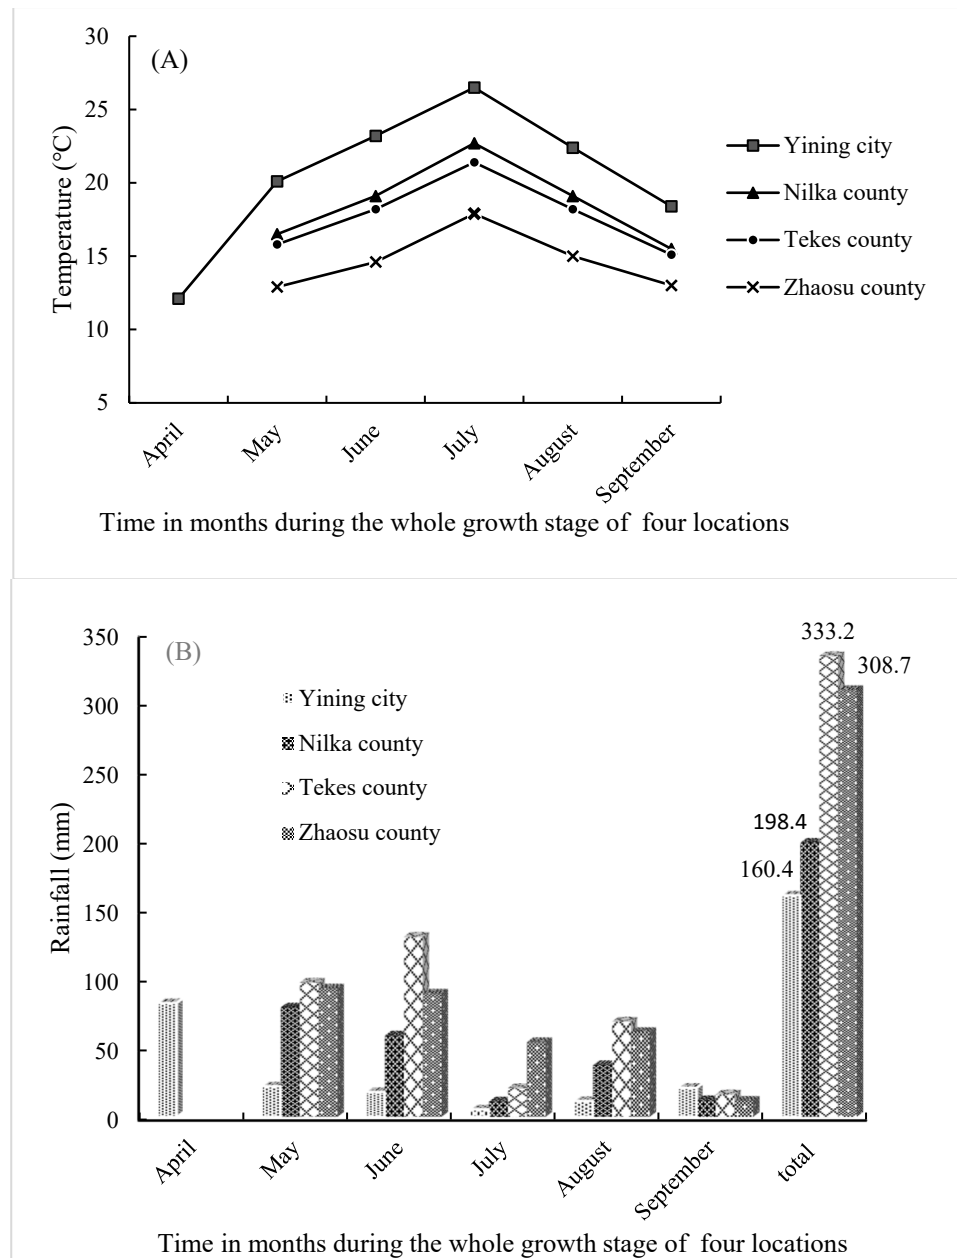 30
(A)
25
20
15
10
5
Temperature (°C)
Yining city
Nilka county
Tekes county
Zhaosu county
April
May
June
July
August
September
Time in months during the whole growth stage of  four locations
350
(B)
300
250
200
150
100
50
0
Rainfall (mm)
Yining city
Nilka county
Tekes county
Zhaosu county
333.2
308.7
198.4
160.4
April
May
June
July
August
September
total
Time in months during the whole growth stage of  four locations